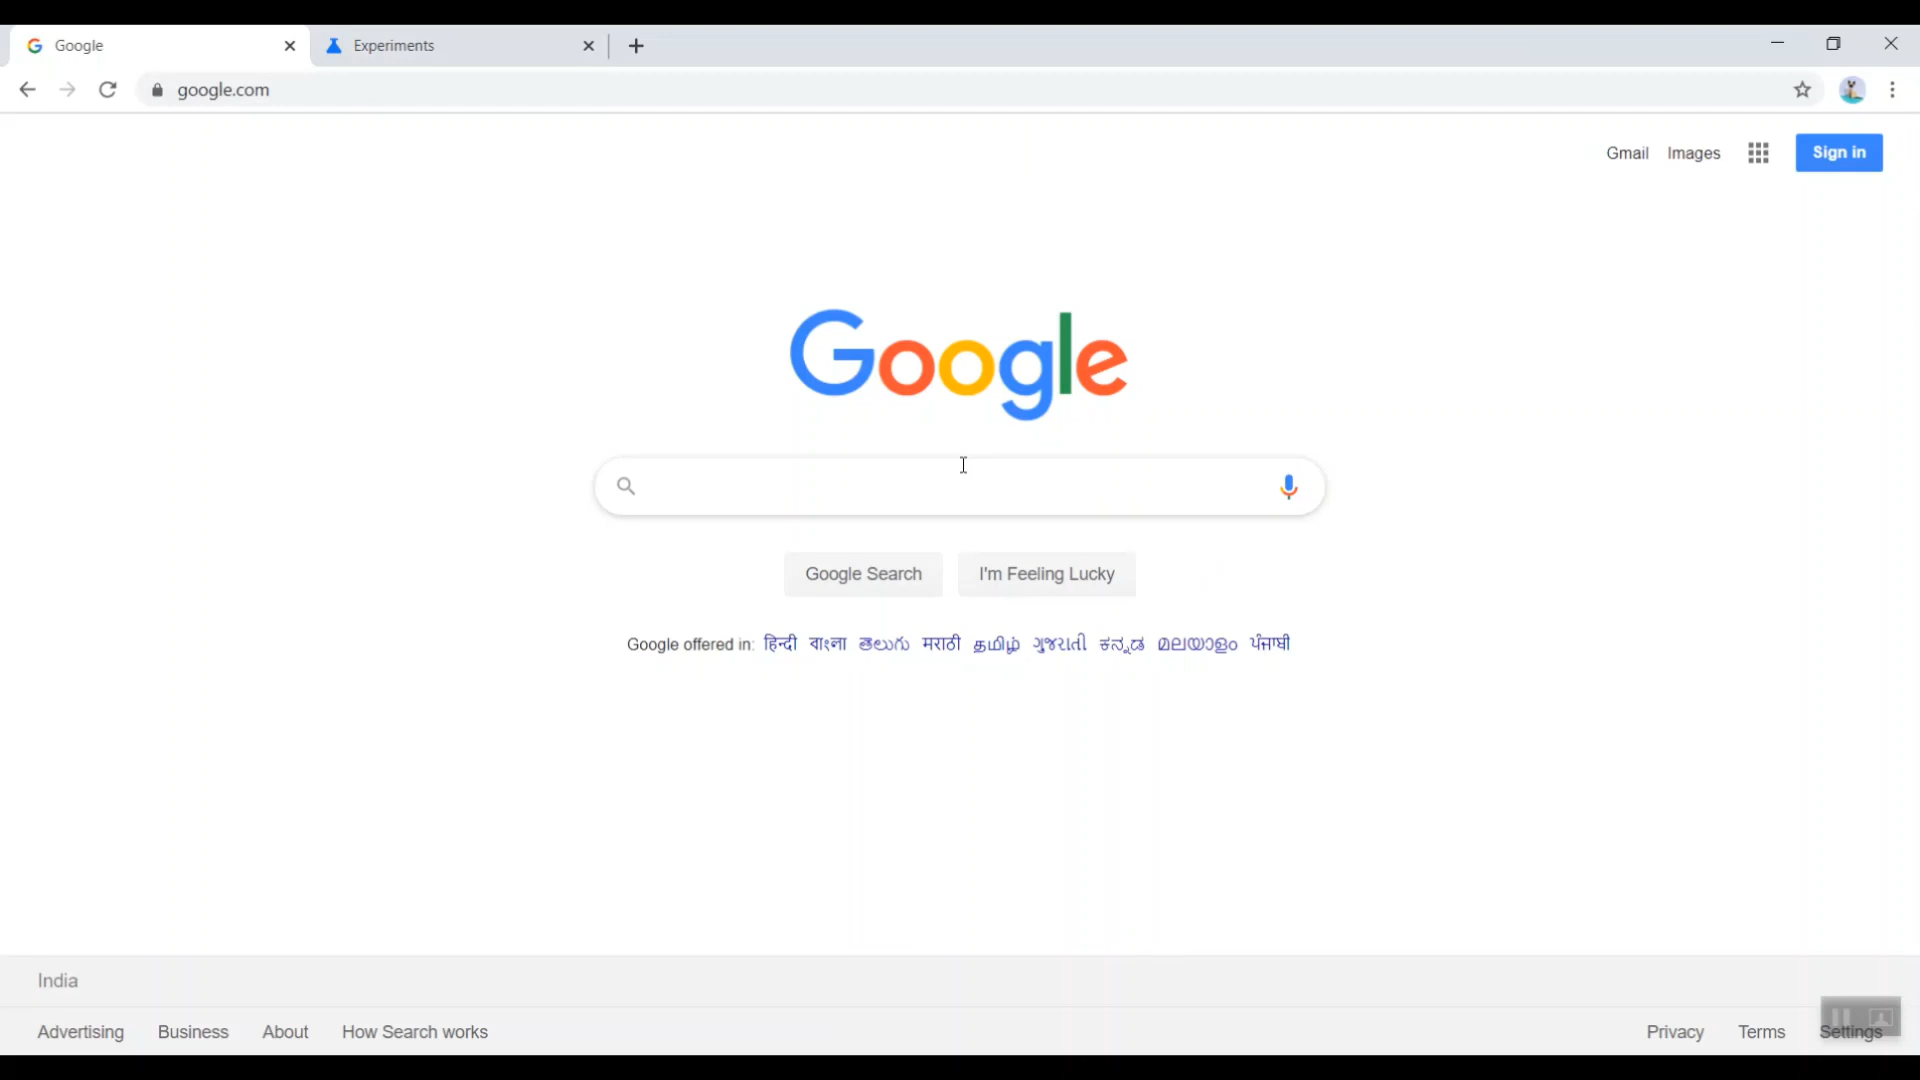 Google Experiments
google.com
Gmail Images Sign in
Google
Google Search I'm Feeling Lucky
Google offered in: हिन्दी বাংলা తెలుగు मराठी தமிழ் ગુજરાતી ಕನ್ನಡ മലയാളം ਪੰਜਾਬੀ
India
Advertising Business About How Search works Privacy Terms Settings